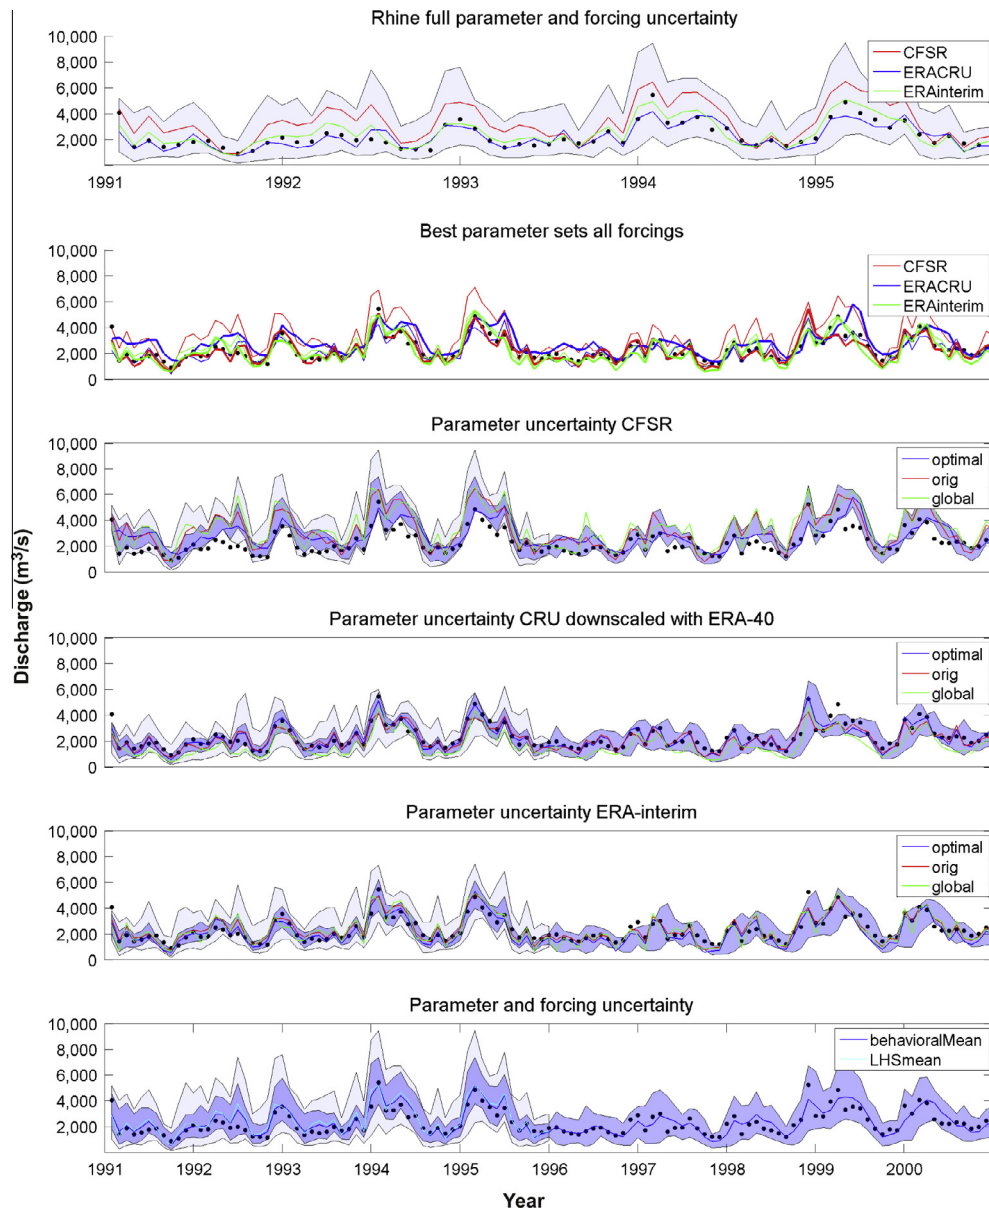 Rhine full parameter and forcing uncertainty
10,000
8,000
6,000
4,000
2,000
CFSR
ERACRU
ERAinterim
1991
1992
1993
1994
1995
Best parameter sets all forcings
10,000
8,000
6,000
4,000
2,000
0
CFSR
ERACRU
ERAinterim
Parameter uncertainty CFSR
10,000
8,000
6,000
4,000
2,000
0
optimal
orig
global
Discharge (m³/s)
Parameter uncertainty CRU downscaled with ERA-40
10,000
8,000
6,000
4,000
2,000
0
optimal
orig
global
Parameter uncertainty ERA-interim
10,000
8,000
6,000
4,000
2,000
0
optimal
orig
global
Parameter and forcing uncertainty
10,000
8,000
6,000
4,000
2,000
behavioralMean
LHSmean
1991
1992
1993
1994
1995
1996
1997
1998
1999
2000
Year